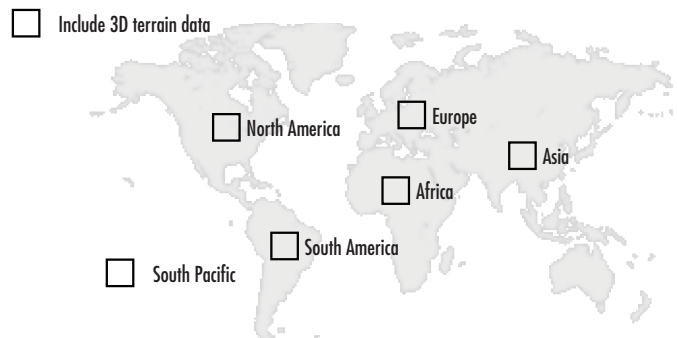 Include 3D terrain data
Europe
North America
Asia
Africa
South America
South Pacific